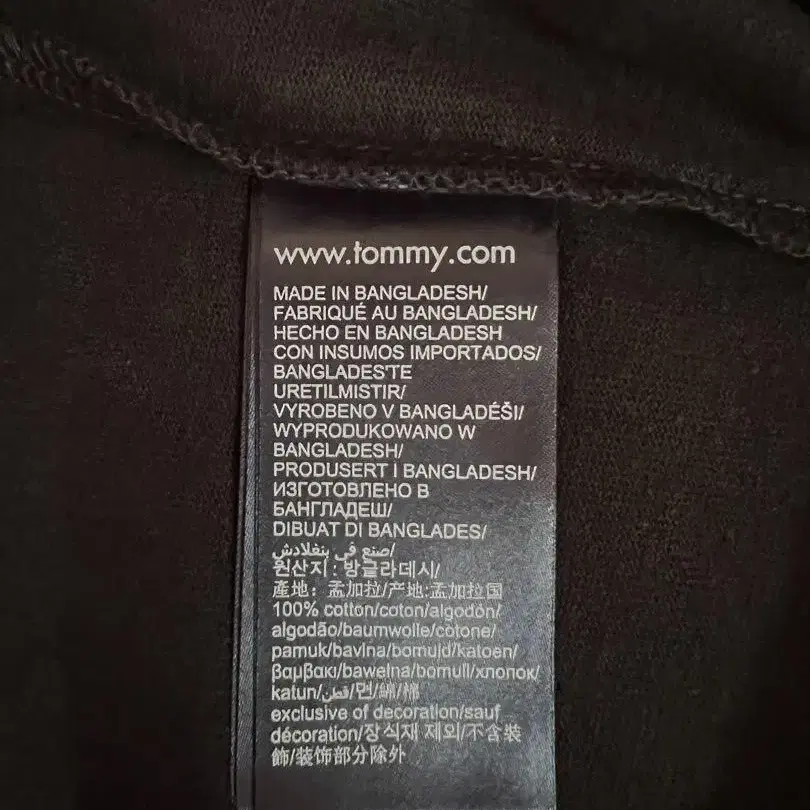 www.tommy.com
MADE IN BANGLADESH/
FABRIQUÉ AU BANGLADESH/
HECHO EN BANGLADESH
CON INSUMOS IMPORTADOS/
BANGLADES'TE
URETILMISTIR/
VYROBENO V BANGLADÉŠI/
WYPRODUKOWANO W
BANGLADESH/
PRODUSERT I BANGLADESH/
ИЗГОТОВЛЕНО В
БАНГЛАДЕШ/
DIBUAT DI BANGLADES/
صنع في بنغلادش/
원산지 : 방글라데시/
產地：孟加拉/产地:孟加拉国
100% cotton/coton/algodón/
algodão/baumwolle/cotone/
pamuk/bavlna/bomuld/katoen/
βαμβακι/bawełna/bomull/хлопок/
katun/قطن/면/綿/棉
exclusive of decoration/sauf
décoration/장식재 제외/不含裝
飾/装饰部分除外